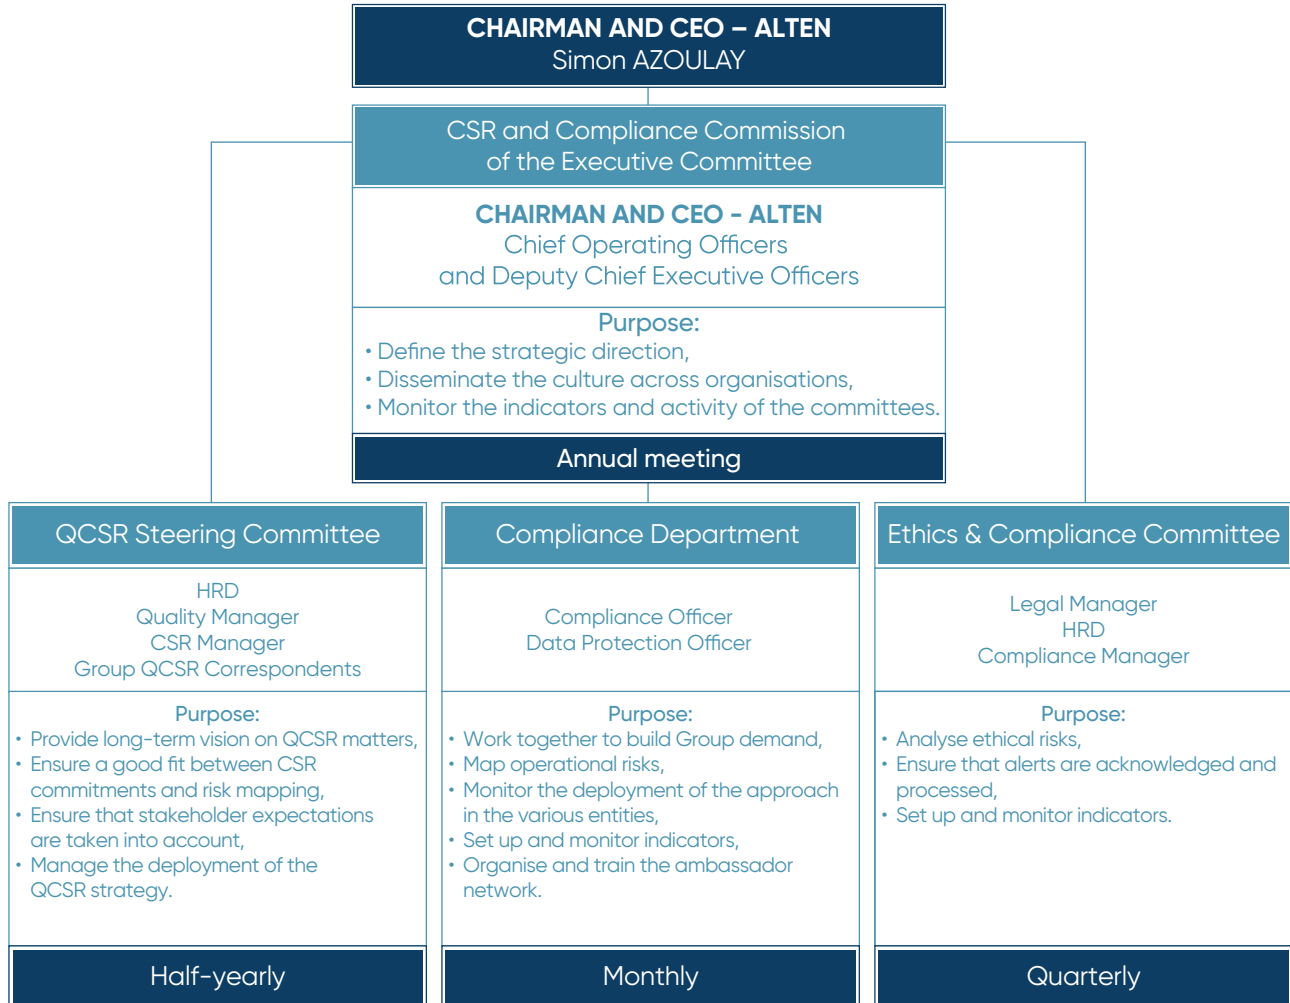 CHAIRMAN AND CEO – ALTEN
Simon AZOULAY
CSR and Compliance Commission
of the Executive Committee
CHAIRMAN AND CEO - ALTEN
Chief Operating Officers
and Deputy Chief Executive Officers
Purpose:
• Define the strategic direction,
• Disseminate the culture across organisations,
• Monitor the indicators and activity of the committees.
Annual meeting
QCSR Steering Committee
HRD
Quality Manager
CSR Manager
Group QCSR Correspondents
Purpose:
• Provide long-term vision on QCSR matters,
• Ensure a good fit between CSR
commitments and risk mapping,
• Ensure that stakeholder expectations
are taken into account,
• Manage the deployment of the
QCSR strategy.
Half-yearly
Compliance Department
Compliance Officer
Data Protection Officer
Purpose:
• Work together to build Group demand,
• Map operational risks,
• Monitor the deployment of the approach
in the various entities,
• Set up and monitor indicators,
• Organise and train the ambassador
network.
Monthly
Ethics & Compliance Committee
Legal Manager
HRD
Compliance Manager
Purpose:
• Analyse ethical risks,
• Ensure that alerts are acknowledged and
processed,
• Set up and monitor indicators.
Quarterly